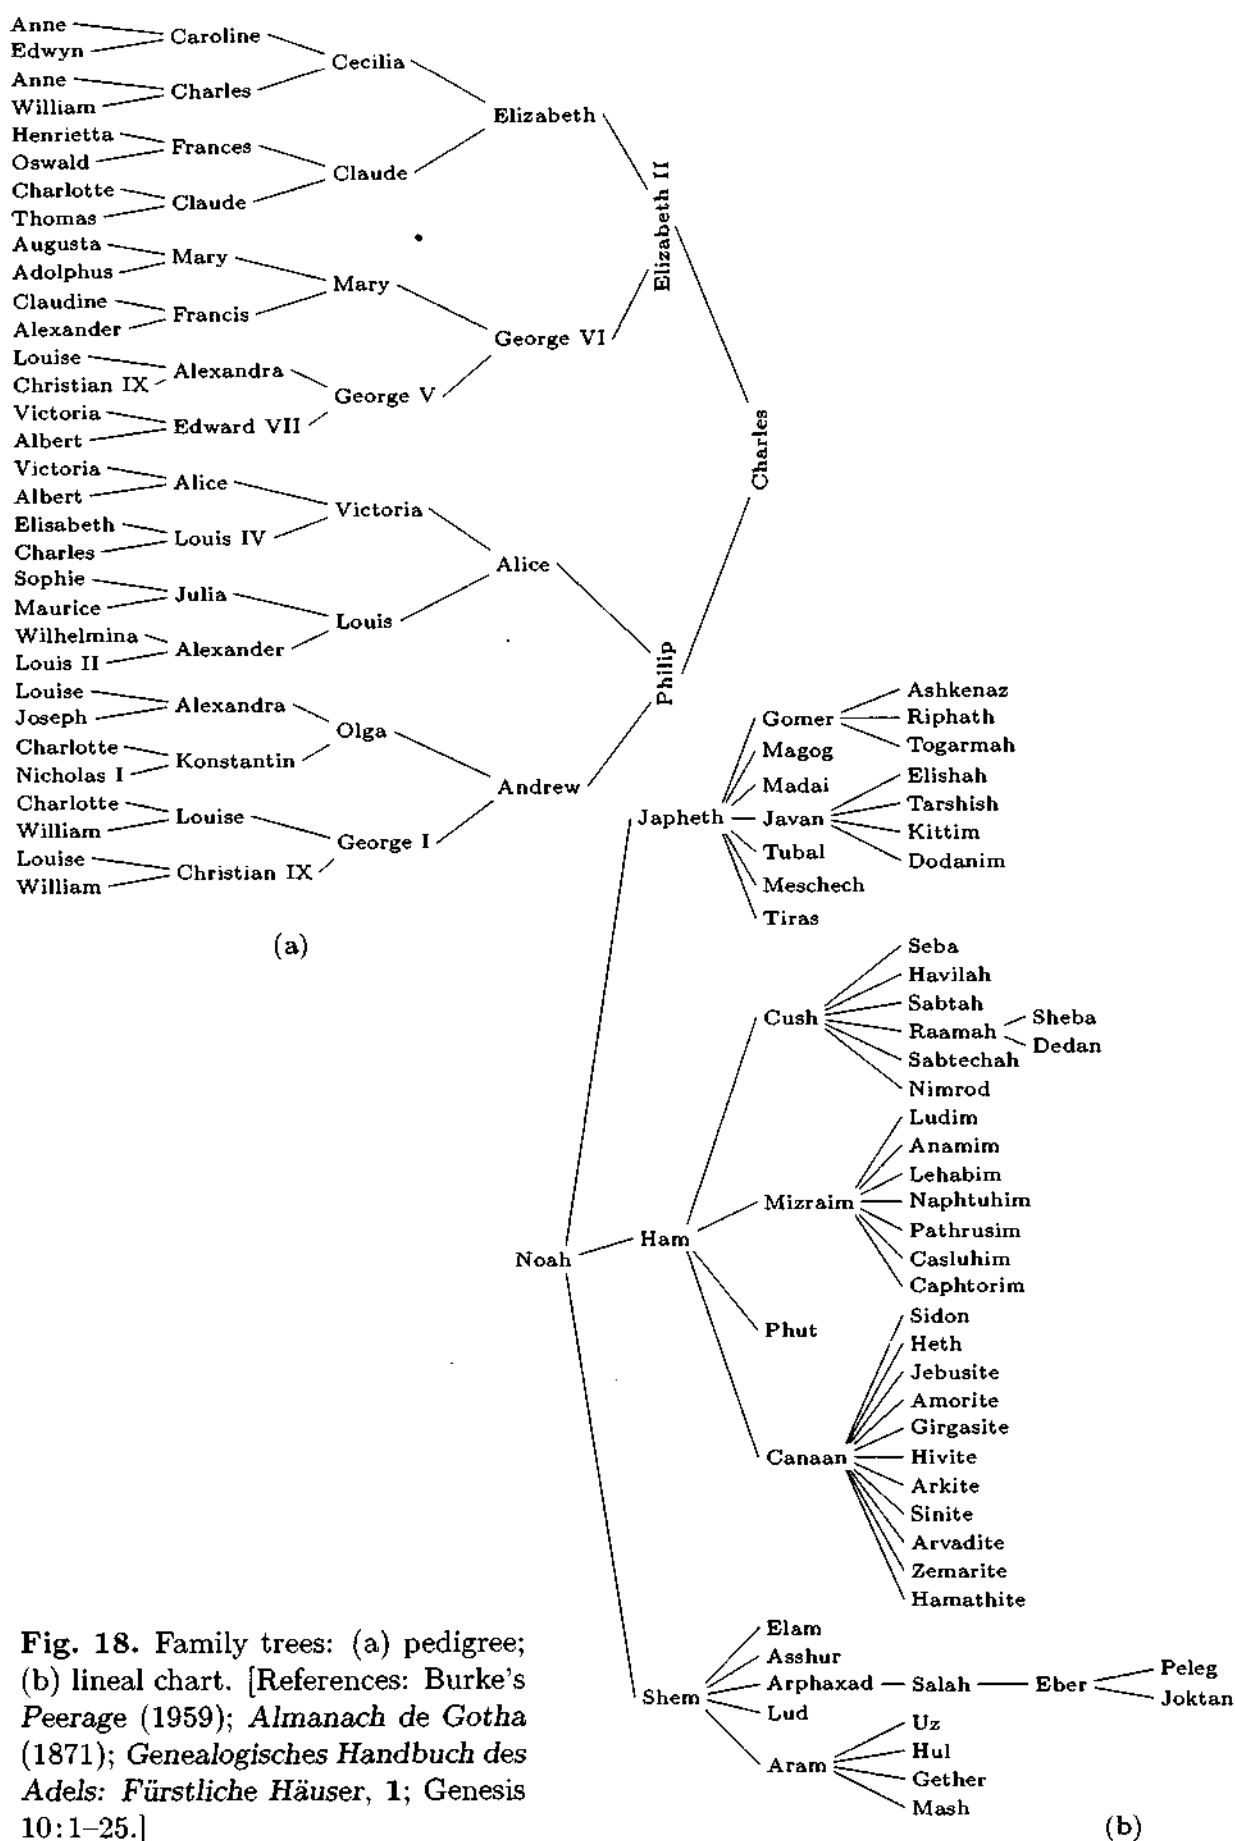 Anne
Edwyn
Caroline
Anne
William
Charles
Cecilia
Henrietta
Oswald
Frances
Charlotte
Thomas
Claude
Claude
Elizabeth
Augusta
Adolphus
Mary
Claudine
Alexander
Francis
Mary
Louise
Christian IX
Alexandra
Victoria
Albert
Edward VII
George V
George VI
Elizabeth II
Victoria
Albert
Alice
Elisabeth
Charles
Louis IV
Victoria
Sophie
Maurice
Julia
Wilhelmina
Louis II
Alexander
Louis
Alice
Louise
Joseph
Alexandra
Charlotte
Nicholas I
Konstantin
Olga
Charlotte
William
Louise
Louise
William
Christian IX
George I
Andrew
Philip
Charles
(a)
Noah
Japheth
Gomer
Ashkenaz
Riphath
Togarmah
Magog
Madai
Javan
Elishah
Tarshish
Kittim
Dodanim
Tubal
Meschech
Tiras
Ham
Cush
Seba
Havilah
Sabtah
Raamah
Sheba
Dedan
Sabtechah
Nimrod
Mizraim
Ludim
Anamim
Lehabim
Naphtuhim
Pathrusim
Casluhim
Caphtorim
Phut
Canaan
Sidon
Heth
Jebusite
Amorite
Girgasite
Hivite
Arkite
Sinite
Arvadite
Zemarite
Hamathite
Shem
Elam
Asshur
Arphaxad
Salah
Eber
Peleg
Joktan
Lud
Aram
Uz
Hul
Gether
Mash
(b)
Fig. 18. Family trees: (a) pedigree;
(b) lineal chart. [References: Burke's
Peerage (1959); Almanach de Gotha
(1871); Genealogisches Handbuch des
Adels: Fürstliche Häuser, 1; Genesis
10:1–25.]